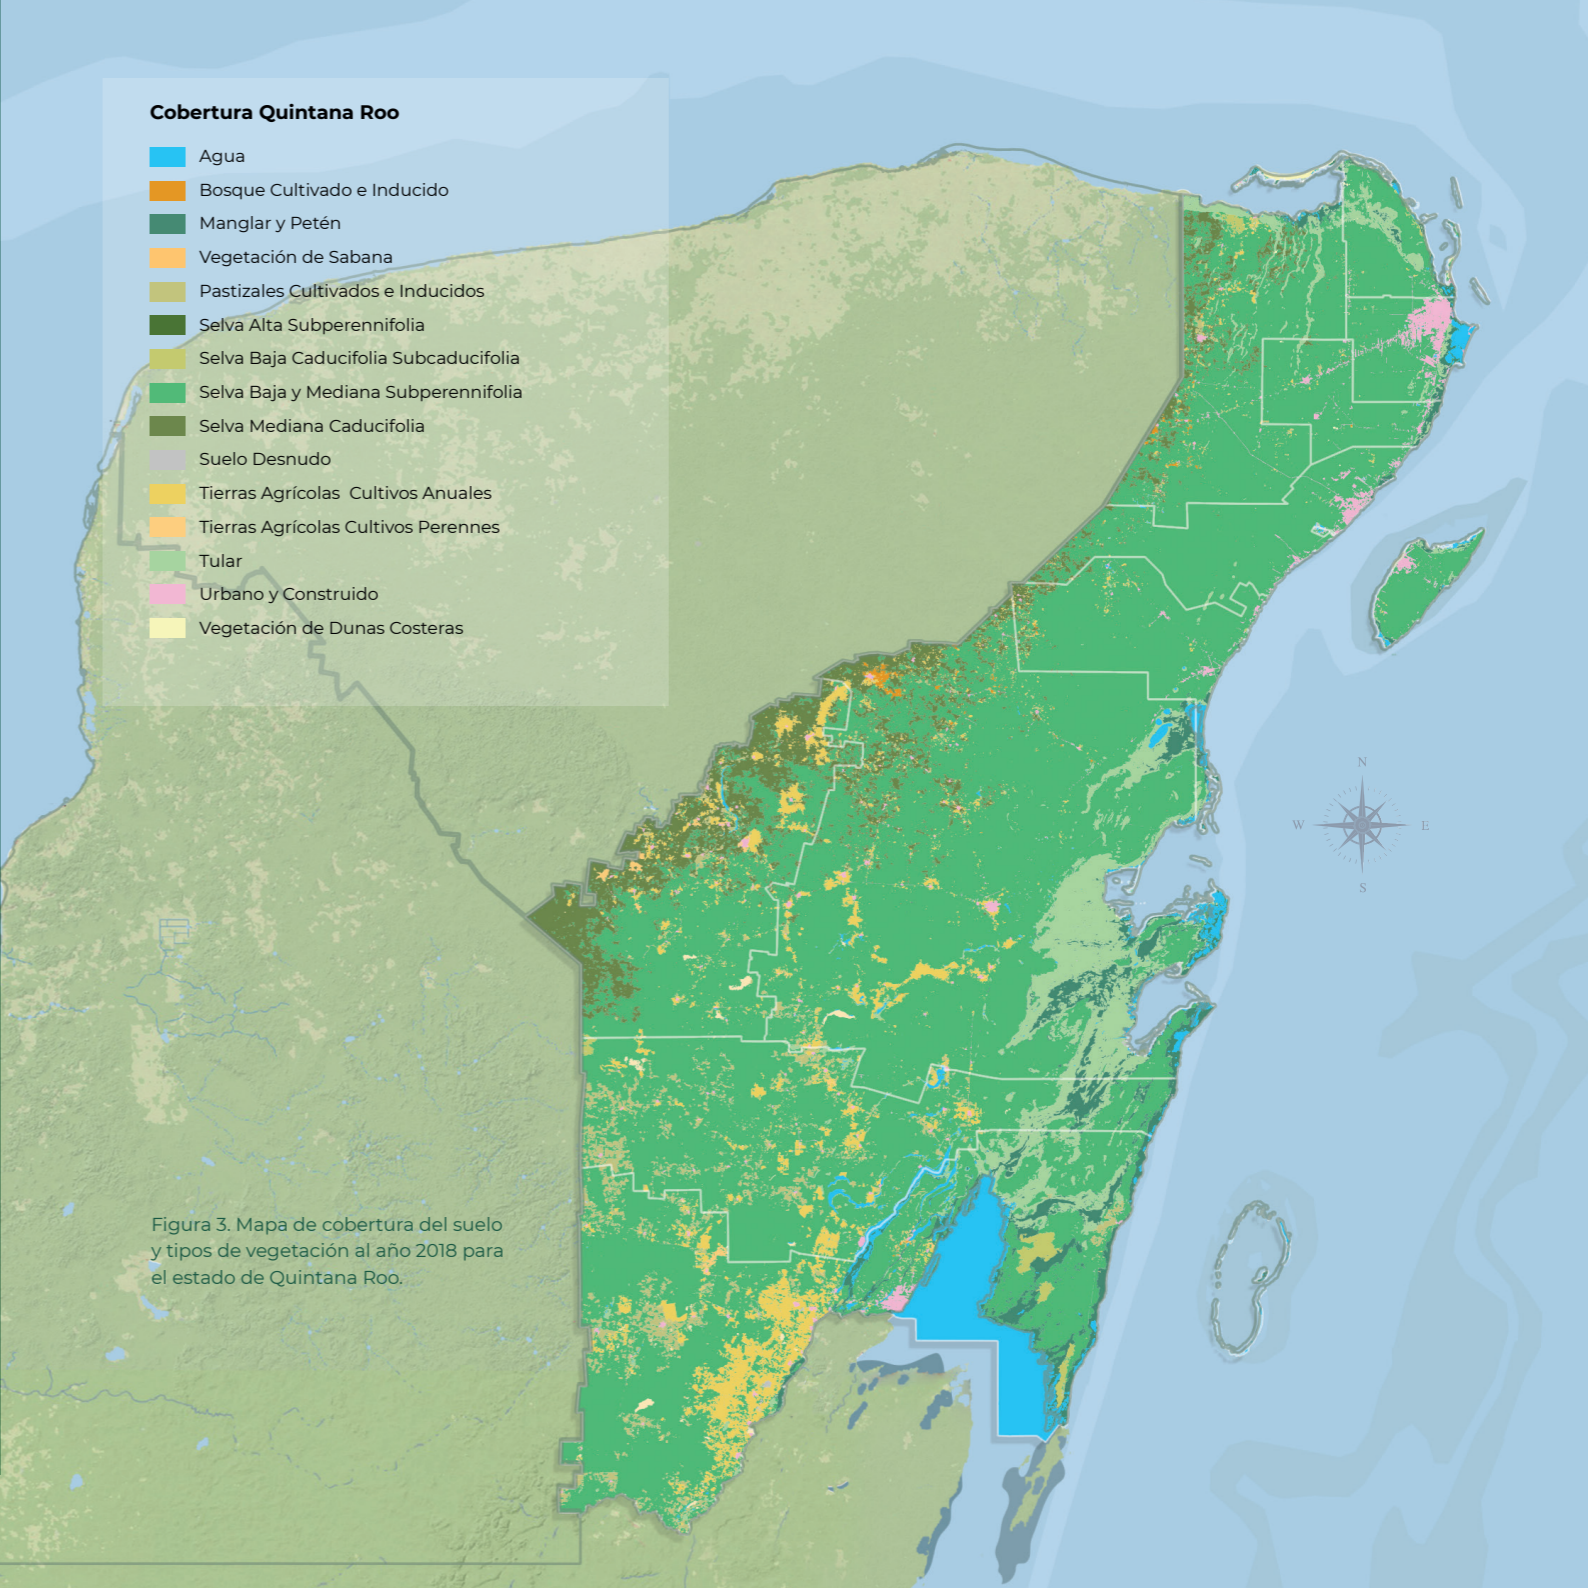 Cobertura Quintana Roo
Agua
Bosque Cultivado e Inducido
Manglar y Petén
Vegetación de Sabana
Pastizales Cultivados e Inducidos
Selva Alta Subperennifolia
Selva Baja Caducifolia Subcaducifolia
Selva Baja y Mediana Subperennifolia
Selva Mediana Caducifolia
Suelo Desnudo
Tierras Agrícolas  Cultivos Anuales
Tierras Agrícolas Cultivos Perennes
Tular
Urbano y Construido
Vegetación de Dunas Costeras
N
W E
S
Figura 3. Mapa de cobertura del suelo
y tipos de vegetación al año 2018 para
el estado de Quintana Roo.